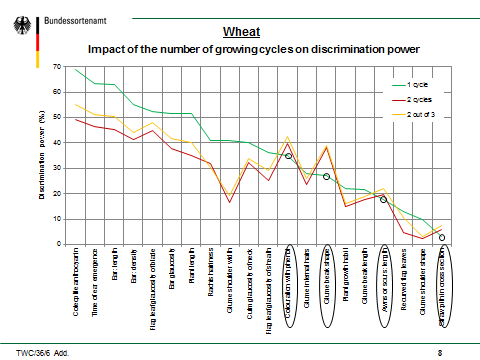 Bundessortenamt
Wheat
Impact of the number of growing cycles on discrimination power
70
60
50
40
30
20
10
0
Discrimination power (%)
1 cycle
2 cycles
2 out of 3
Coleoptile anthocyanin
Time of ear emergence
Ear: length
Ear: density
Flag leaf glaucosity of blade
Ear glaucosity
Plant length
Rachis hairiness
Glume shoulder width
Culm glaucosity of neck
Flag leaf glaucosity of sheath
Colouration with phenol
Glume internal hairs
Glume beak shape
Plant growth habit
Glume beak length
Awns or scurs: length
Recurved flag leaves
Glume shoulder shape
Straw pith in cross section
TWC/36/6 Add.
8